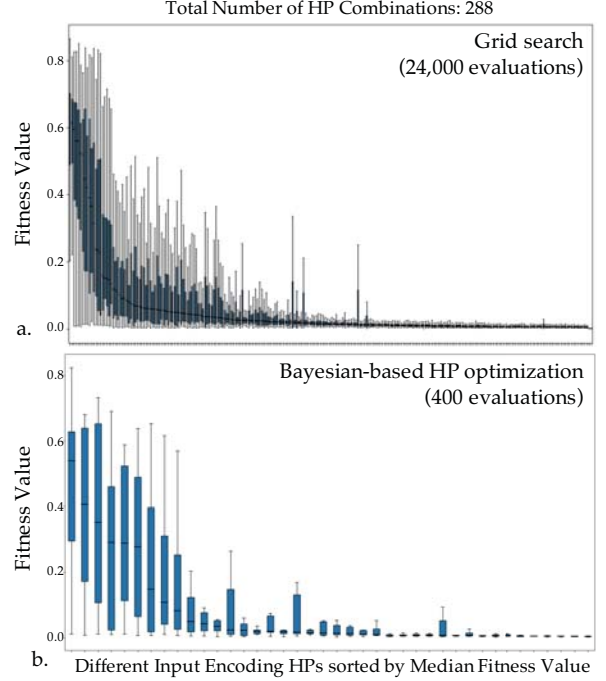 Total Number of HP Combinations: 288
Grid search
(24,000 evaluations)
Fitness Value
0.8
0.6
0.4
0.2
0.0
a.
Bayesian-based HP optimization
(400 evaluations)
Fitness Value
0.8
0.6
0.4
0.2
0.0
b.
Different Input Encoding HPs sorted by Median Fitness Value